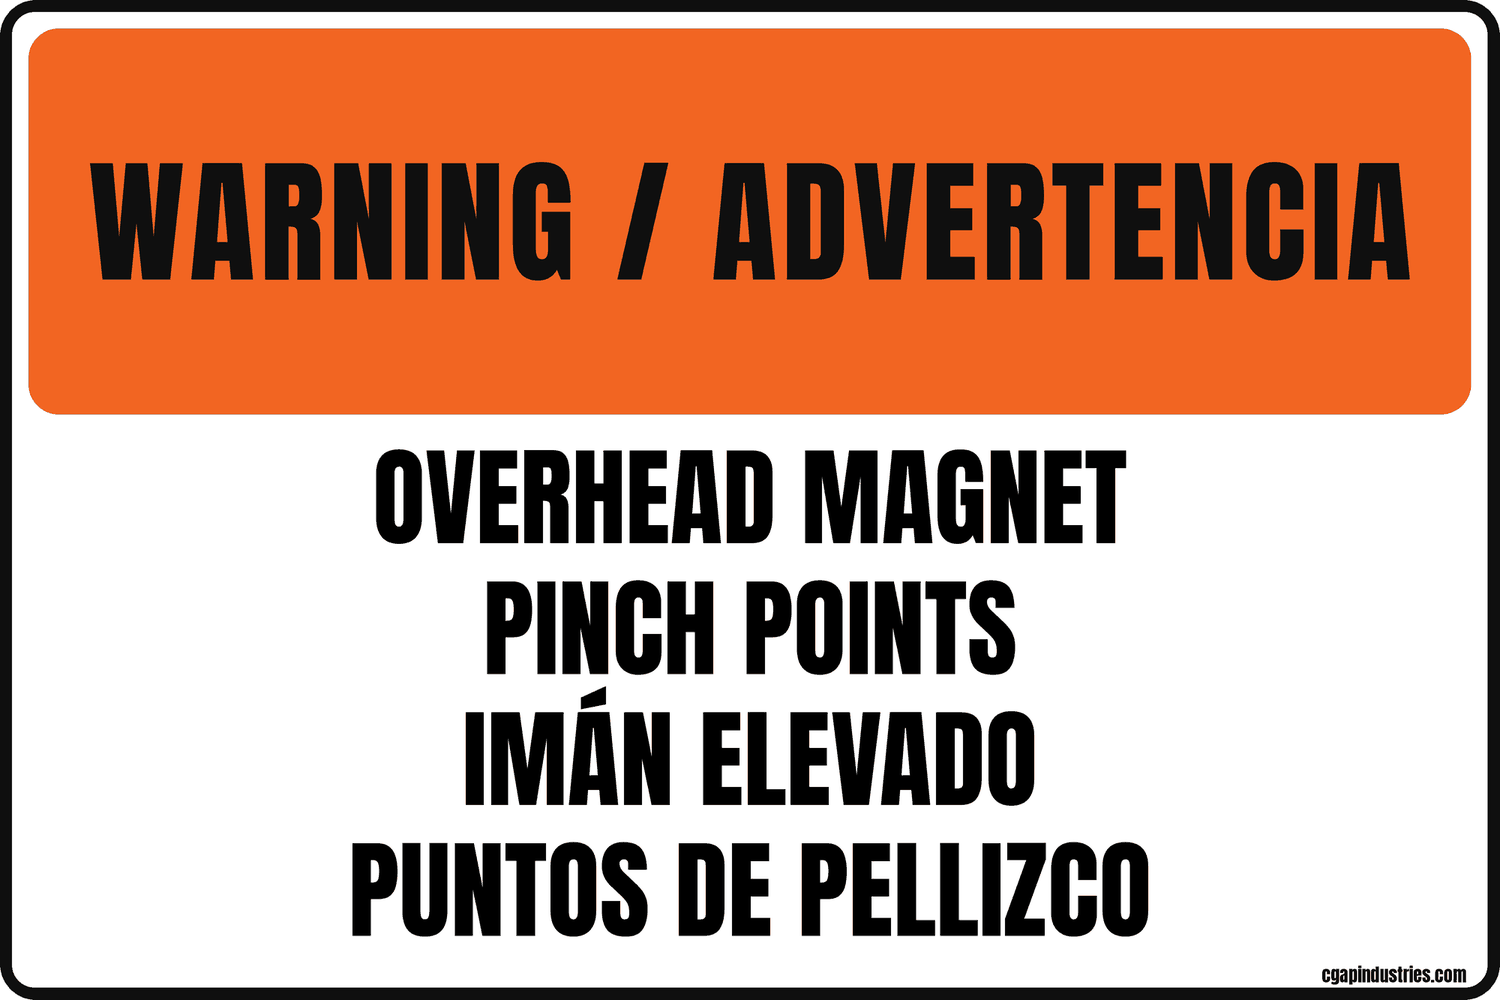 WARNING / ADVERTENCIA
OVERHEAD MAGNET
PINCH POINTS
IMÁN ELEVADO
PUNTOS DE PELLIZCO
cgapindustries.com